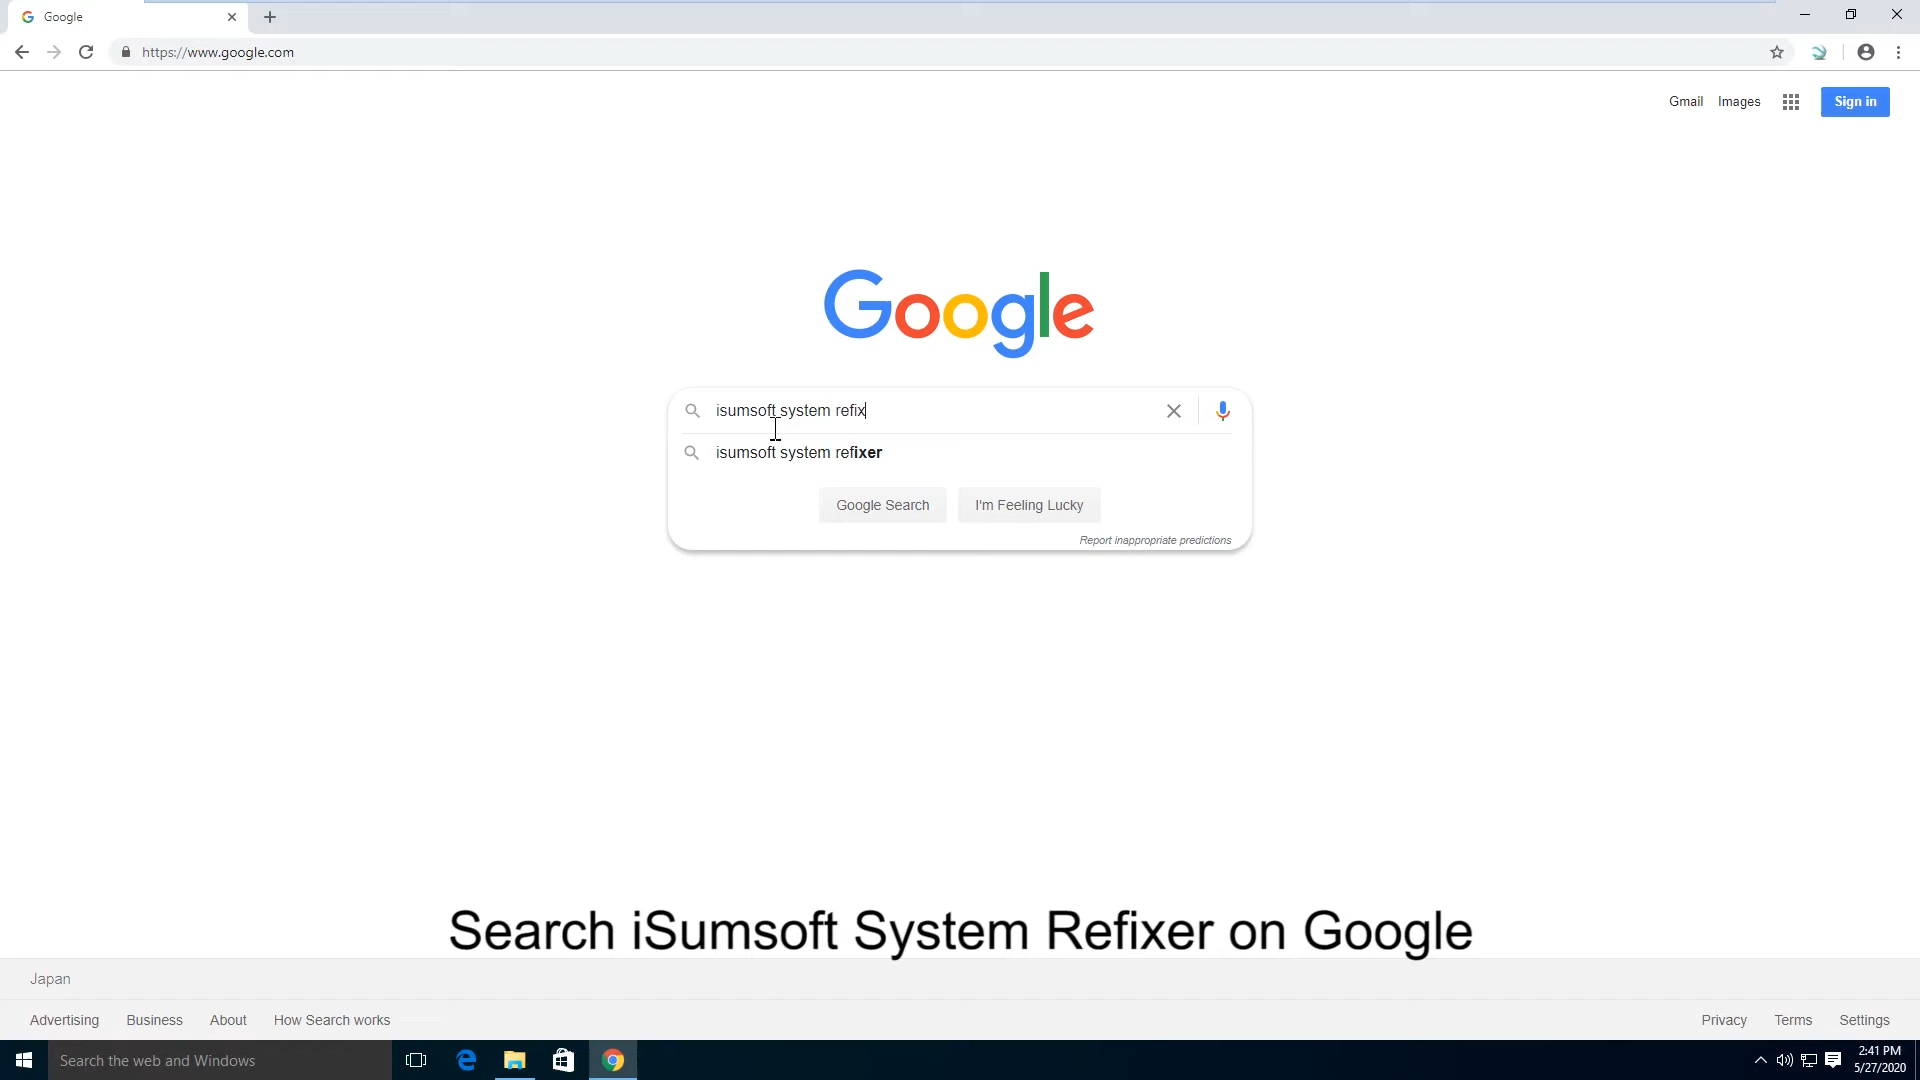 Google
https://www.google.com
Gmail Images Sign in
Google
isumsoft system refix
isumsoft system refixer
Google Search I'm Feeling Lucky
Report inappropriate predictions
Search iSumsoft System Refixer on Google
Japan
Advertising Business About How Search works Privacy Terms Settings
Search the web and Windows
2:41 PM
5/27/2020